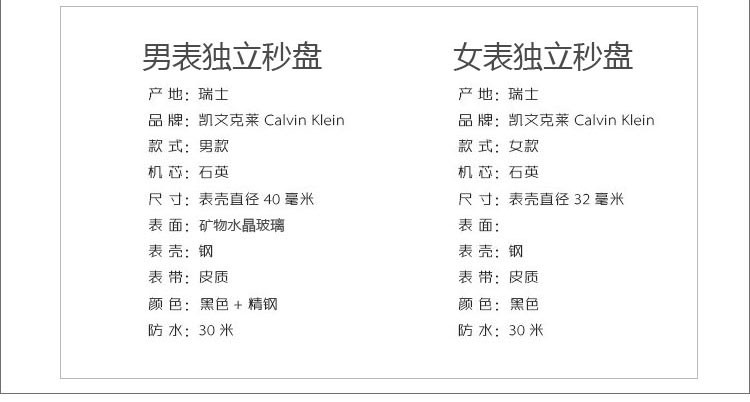 男表独立秒盘
产 地：瑞士
品 牌：凯文克莱 Calvin Klein
款 式：男款
机 芯：石英
尺 寸：表壳直径 40 毫米
表 面：矿物水晶玻璃
表 壳：钢
表 带：皮质
颜 色：黑色 + 精钢
防 水：30 米
女表独立秒盘
产 地：瑞士
品 牌：凯文克莱 Calvin Klein
款 式：女款
机 芯：石英
尺 寸：表壳直径 32 毫米
表 面：
表 壳：钢
表 带：皮质
颜 色：黑色
防 水：30 米